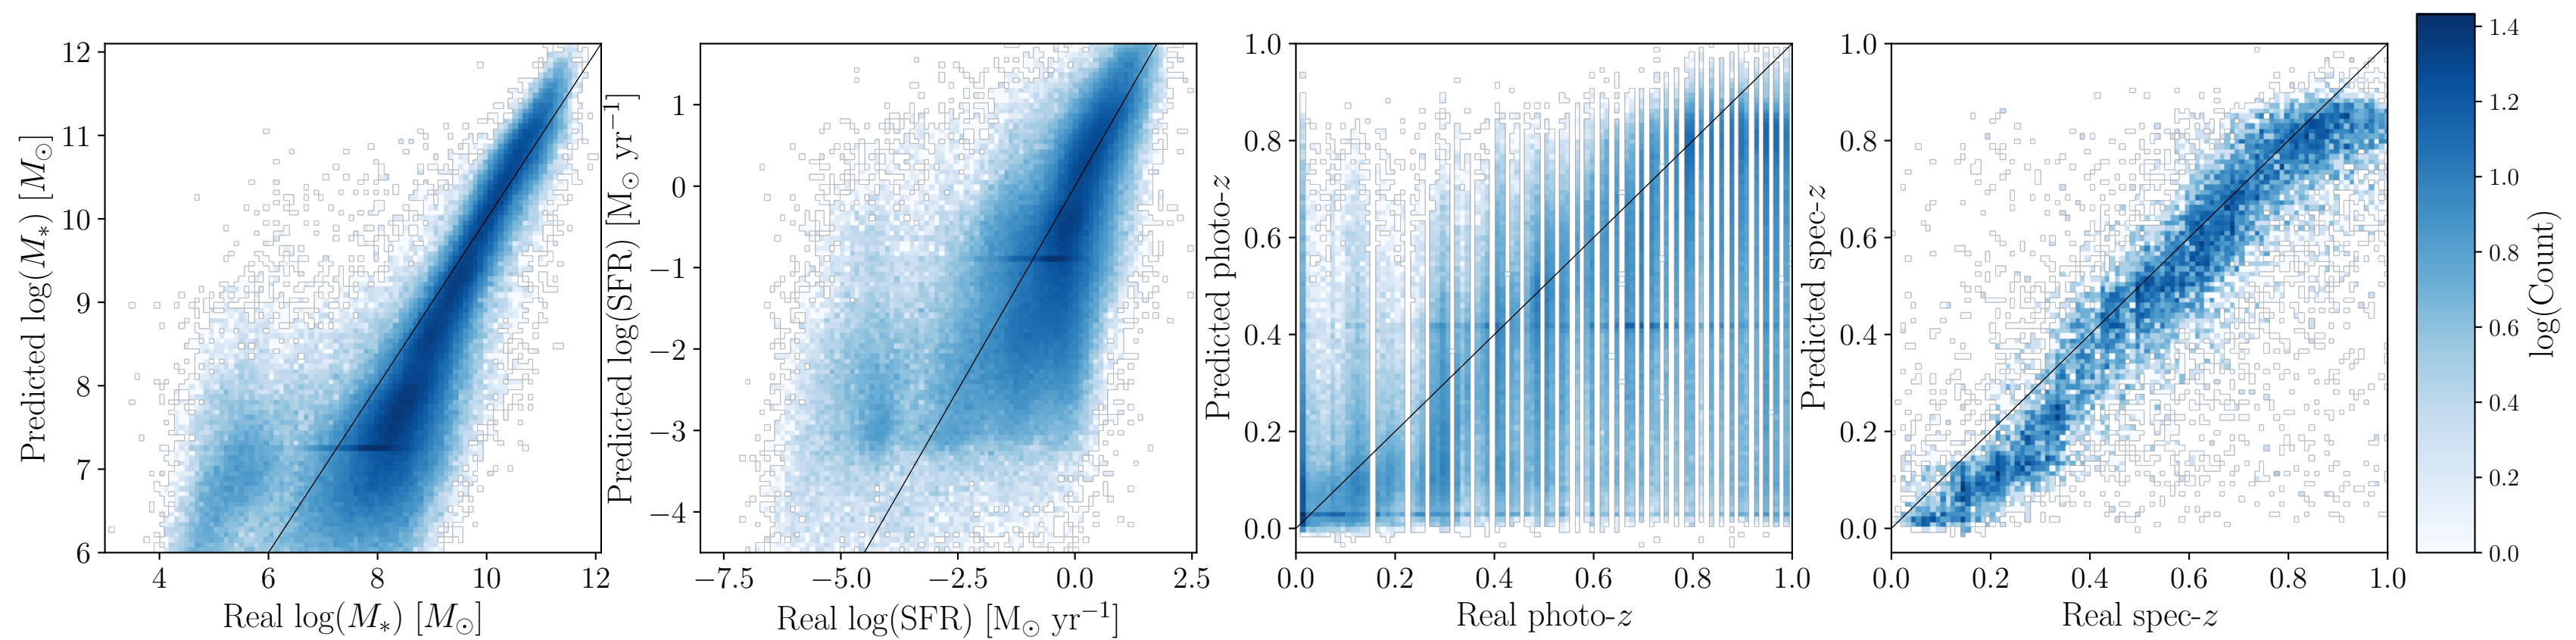 12
11
10
9
8
7
6
4 6 8 10 12
Predicted log(M∗) [M⊙]
Real log(M∗) [M⊙]
1
0
−1
−2
−3
−4
−7.5 −5.0 −2.5 0.0 2.5
Predicted log(SFR) [M⊙ yr⁻¹]
Real log(SFR) [M⊙ yr⁻¹]
1.0
0.8
0.6
0.4
0.2
0.0
0.0 0.2 0.4 0.6 0.8 1.0
Predicted photo-z
Real photo-z
1.0
0.8
0.6
0.4
0.2
0.0
0.0 0.2 0.4 0.6 0.8 1.0
Predicted spec-z
Real spec-z
1.4
1.2
1.0
0.8
0.6
0.4
0.2
0.0
log(Count)